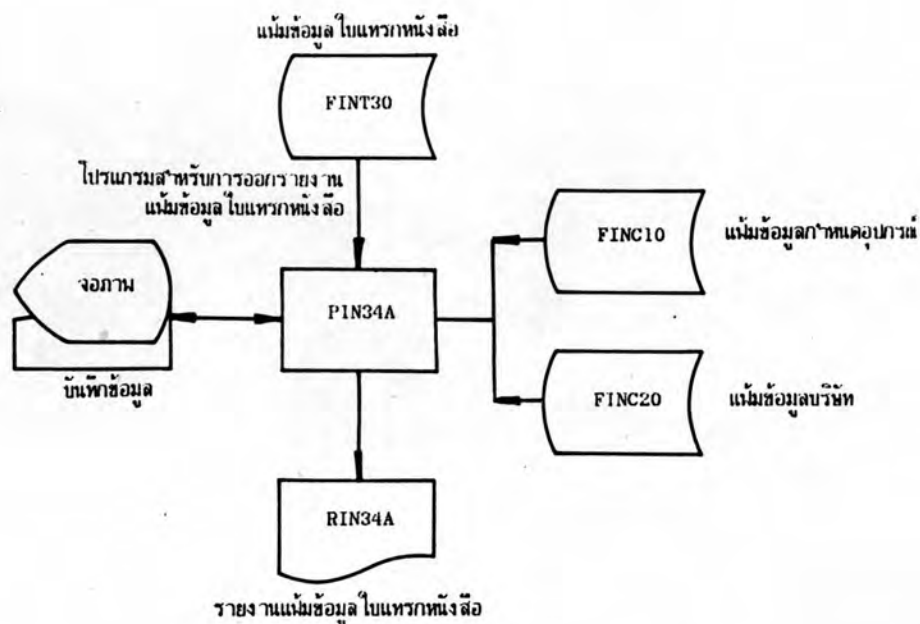 แน้มข้อมูลใบแทรกหนังสือ
FINT30
โปรแกรมสำหรับการออกรายงาน
แน้มข้อมูลใบแทรกหนังสือ
FINC10
แน้มข้อมูลกำหนดอุปกรณ์
จอภาพ
PIN34A
บันทึกข้อมูล
FINC20
แน้มข้อมูลบริษัท
RIN34A
รายงานแน้มข้อมูลใบแทรกหนังสือ